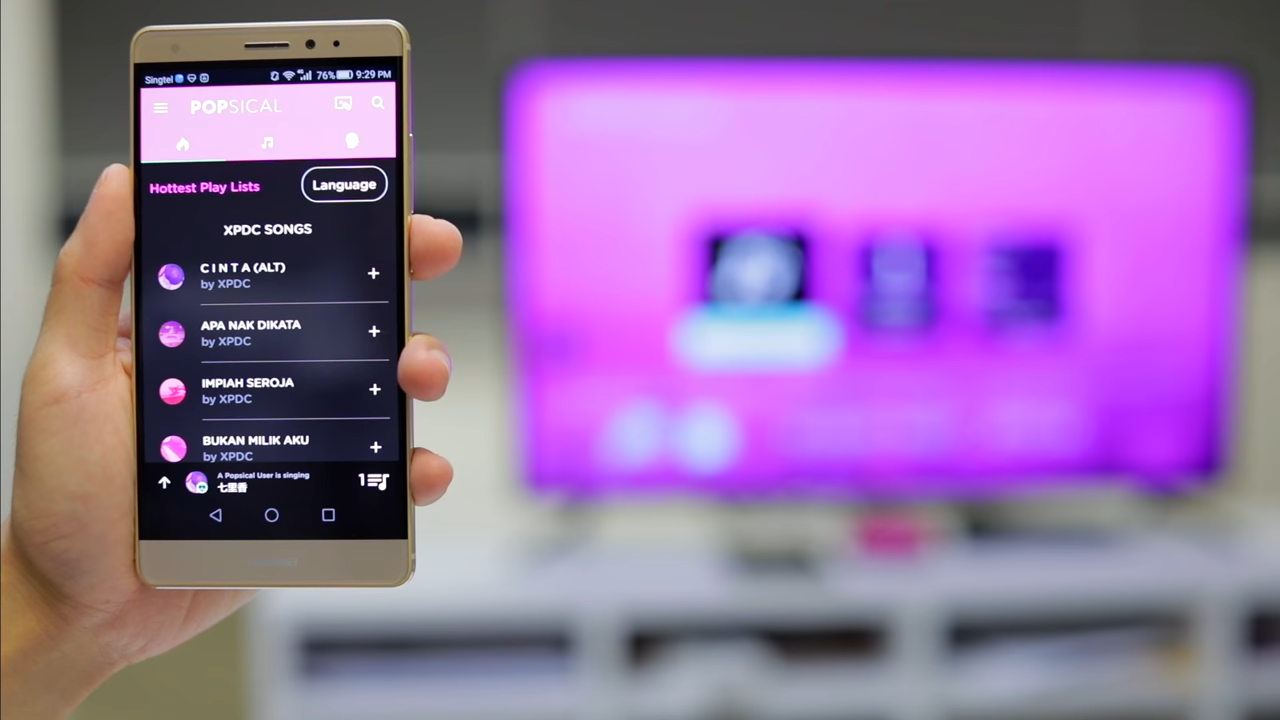 Singtel 4G 76% 9:29 PM
POPSICAL
Hottest Play Lists Language
XPDC SONGS
C I N T A (ALT)
by XPDC
APA NAK DIKATA
by XPDC
IMPIAH SEROJA
by XPDC
BUKAN MILIK AKU
by XPDC
A Popsical User is singing
七里香
1